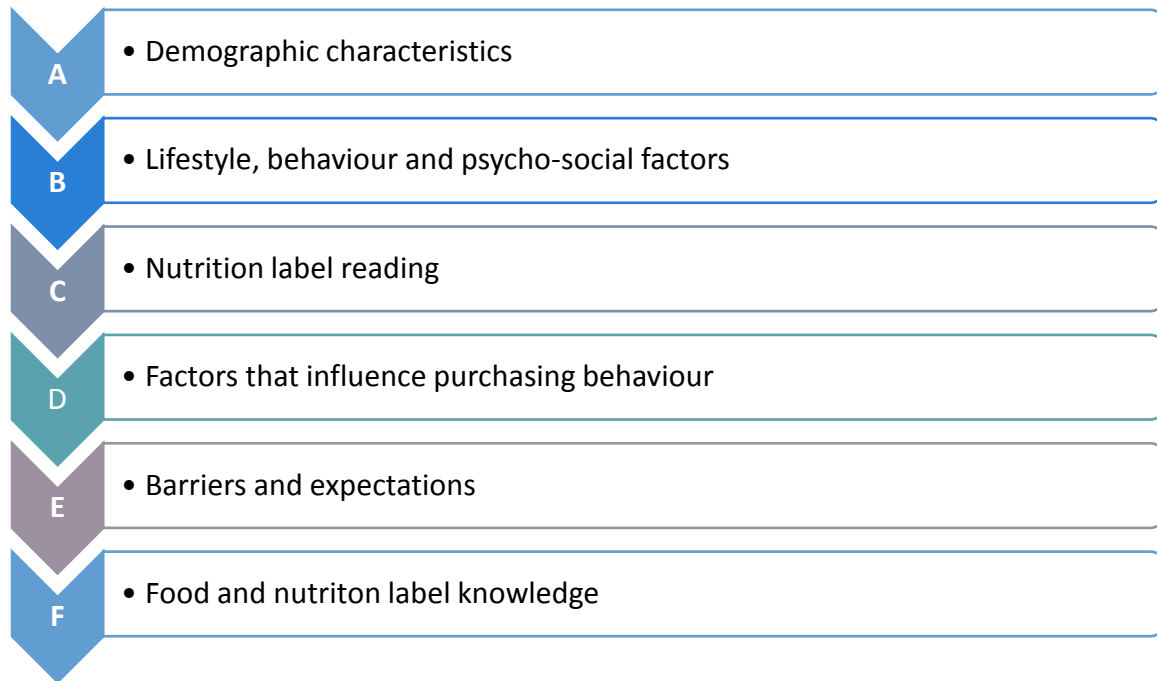 A
• Demographic characteristics
B
• Lifestyle, behaviour and psycho-social factors
C
• Nutrition label reading
D
• Factors that influence purchasing behaviour
E
• Barriers and expectations
F
• Food and nutriton label knowledge